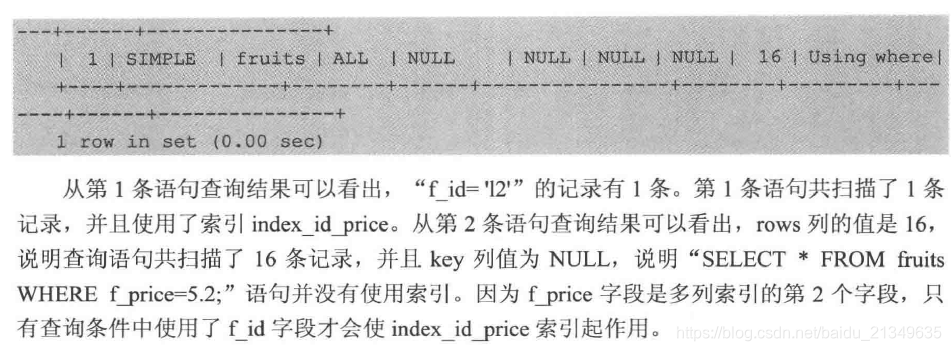 ---+------+---------------+
| 1 | SIMPLE | fruits | ALL | NULL | NULL | NULL | NULL | 16 | Using where|
+----+-------------+--------+------+---------------+--------+---------+---
----+------+---------------+
1 row in set (0.00 sec)
从第 1 条语句查询结果可以看出，“f_id= 'l2'”的记录有 1 条。第 1 条语句共扫描了 1 条
记录，并且使用了索引 index_id_price。从第 2 条语句查询结果可以看出，rows 列的值是 16，
说明查询语句共扫描了 16 条记录，并且 key 列值为 NULL，说明“SELECT * FROM fruits
WHERE f_price=5.2;”语句并没有使用索引。因为 f_price 字段是多列索引的第 2 个字段，只
有查询条件中使用了 f_id 字段才会使 index_id_price 索引起作用。
https://blog.csdn.net/baidu_21349635